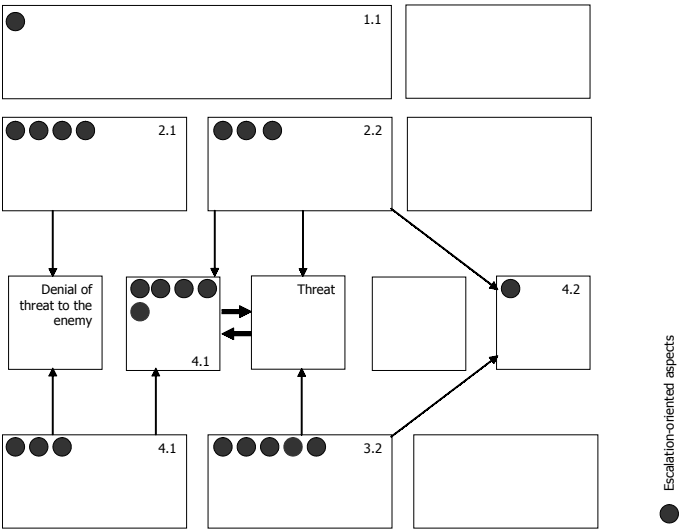 1.1
2.1
2.2
Denial of
threat to the
enemy
4.1
Threat
4.2
4.1
3.2
Escalation-oriented aspects